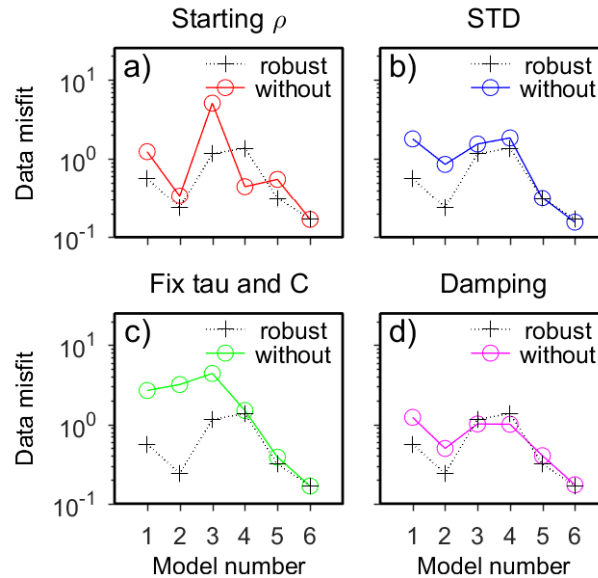 Starting ρ
STD
a)
robust
without
b)
robust
without
Data misfit
10^1
10^0
10^-1
Fix tau and C
Damping
c)
robust
without
d)
robust
without
Data misfit
10^1
10^0
10^-1
1 2 3 4 5 6
1 2 3 4 5 6
Model number
Model number